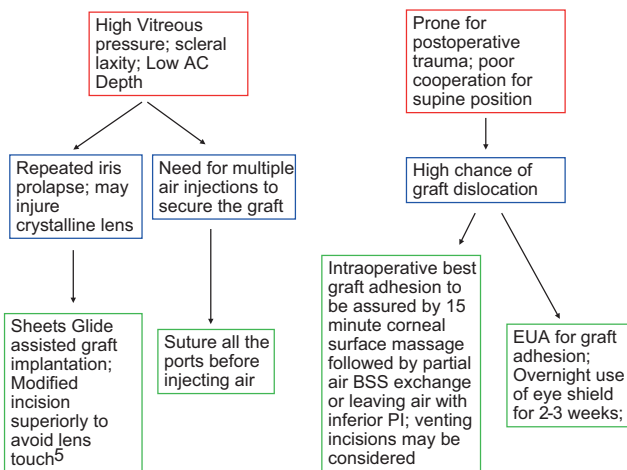 High Vitreous
pressure; scleral
laxity; Low AC
Depth
Prone for
postoperative
trauma; poor
cooperation for
supine position
Repeated iris
prolapse; may
injure
crystalline lens
Need for multiple
air injections to
secure the graft
High chance of
graft dislocation
Sheets Glide
assisted graft
implantation;
Modified
incision
superiorly to
avoid lens
touch5
Suture all the
ports before
injecting air
Intraoperative best
graft adhesion to
be assured by 15
minute corneal
surface massage
followed by partial
air BSS exchange
or leaving air with
inferior PI; venting
incisions may be
considered
EUA for graft
adhesion;
Overnight use
of eye shield
for 2-3 weeks;